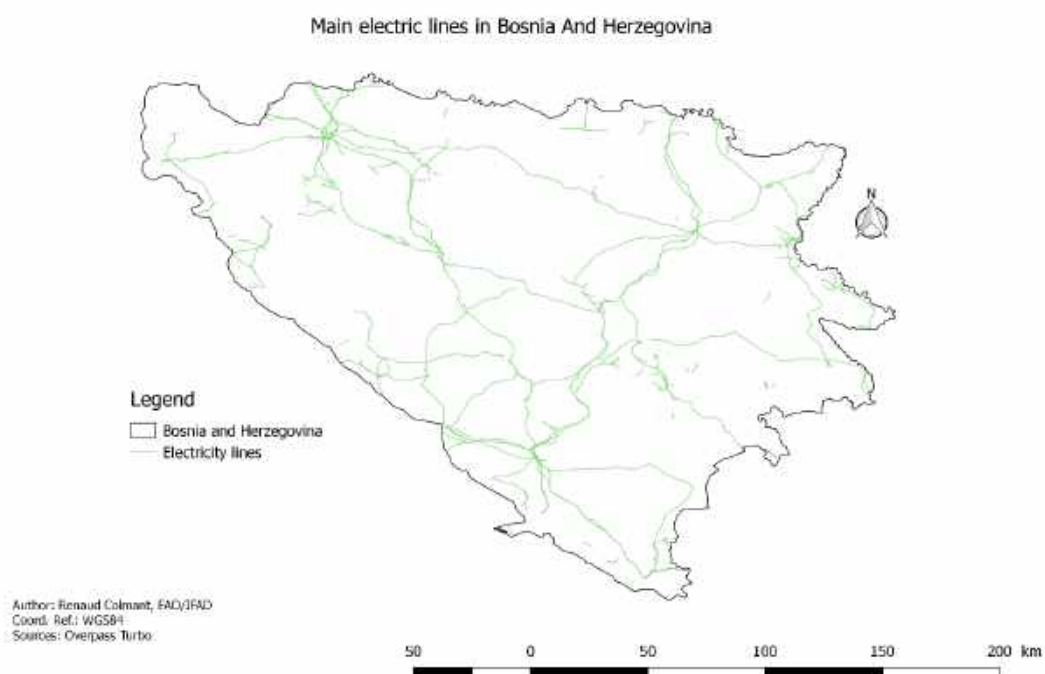 Main electric lines in Bosnia And Herzegovina
N
Legend
Bosnia and Herzegovina
Electricity lines
Author: Renaud Colmant, FAO/IFAD
Coord. Ref.: WGS84
Sources: Overpass Turbo
50 0 50 100 150 200 km